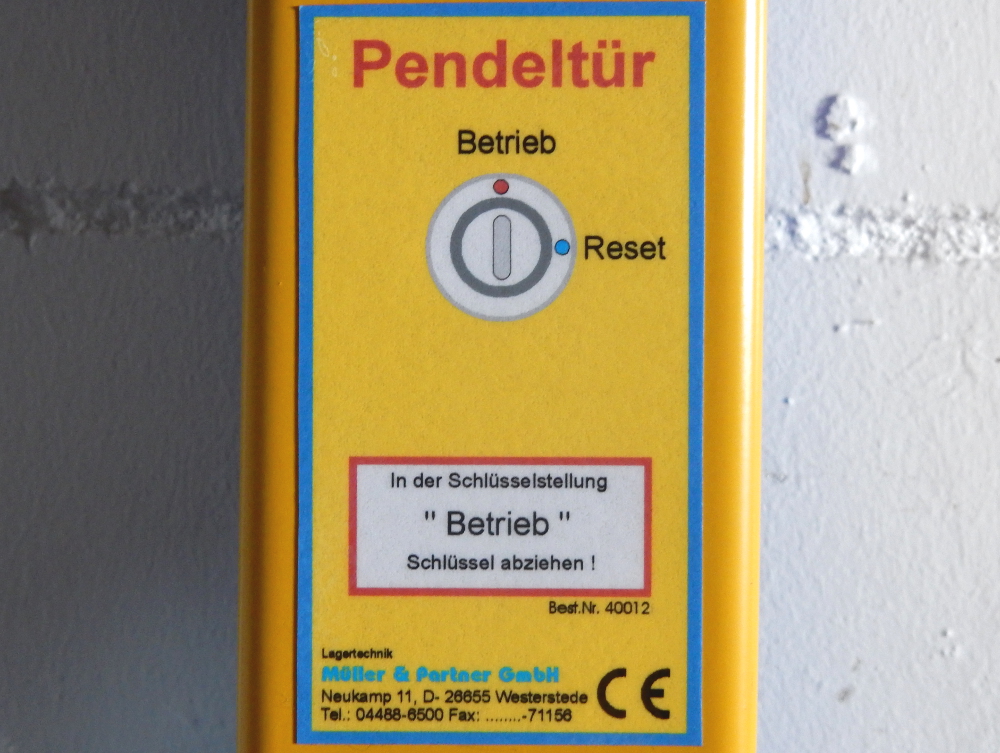 Pendeltür
Betrieb
Reset
In der Schlüsselstellung
" Betrieb "
Schlüssel abziehen !
Best.Nr. 40012
Lagertechnik
Müller & Partner GmbH
Neukamp 11, D- 26655 Westerstede
Tel.: 04488-6500 Fax: ........-71156
CE